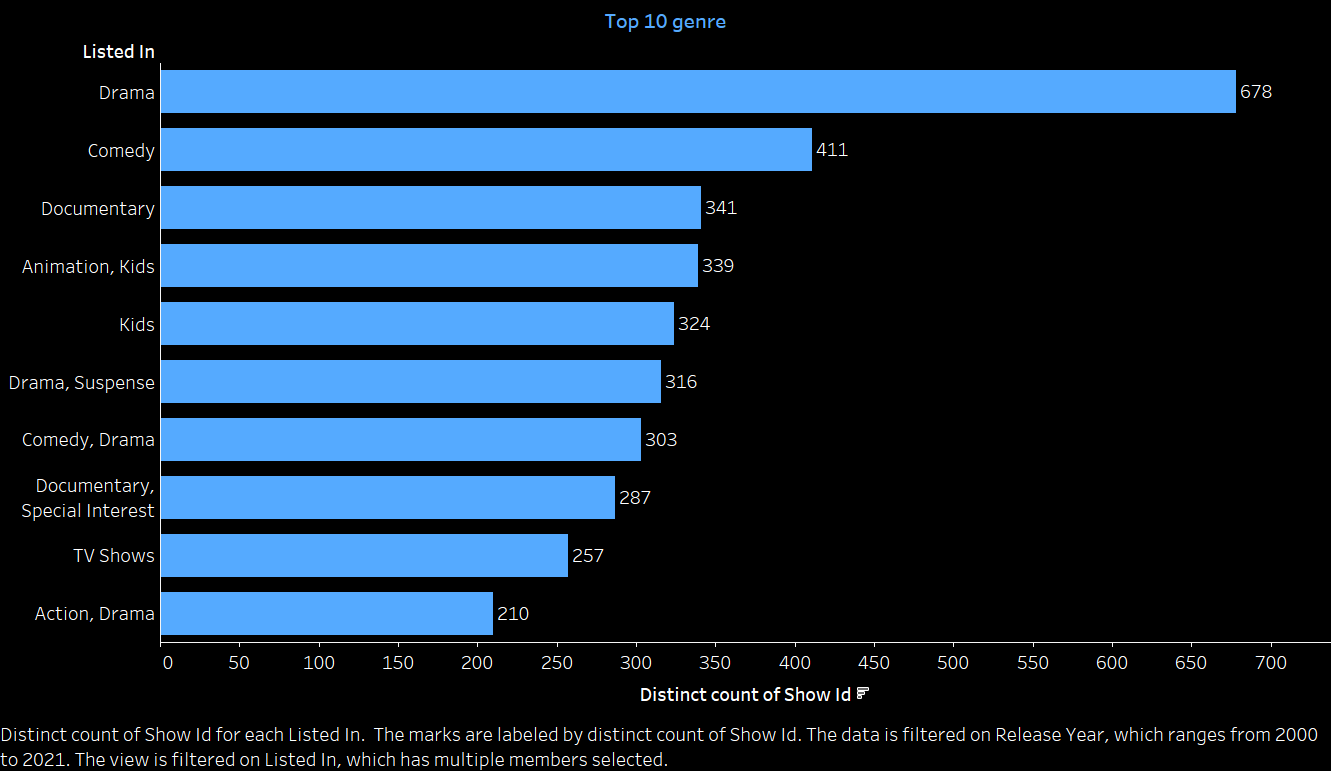 Top 10 genre
Listed In
Drama 678
Comedy 411
Documentary 341
Animation, Kids 339
Kids 324
Drama, Suspense 316
Comedy, Drama 303
Documentary,
Special Interest 287
TV Shows 257
Action, Drama 210
0 50 100 150 200 250 300 350 400 450 500 550 600 650 700
Distinct count of Show Id
Distinct count of Show Id for each Listed In.  The marks are labeled by distinct count of Show Id. The data is filtered on Release Year, which ranges from 2000
to 2021. The view is filtered on Listed In, which has multiple members selected.